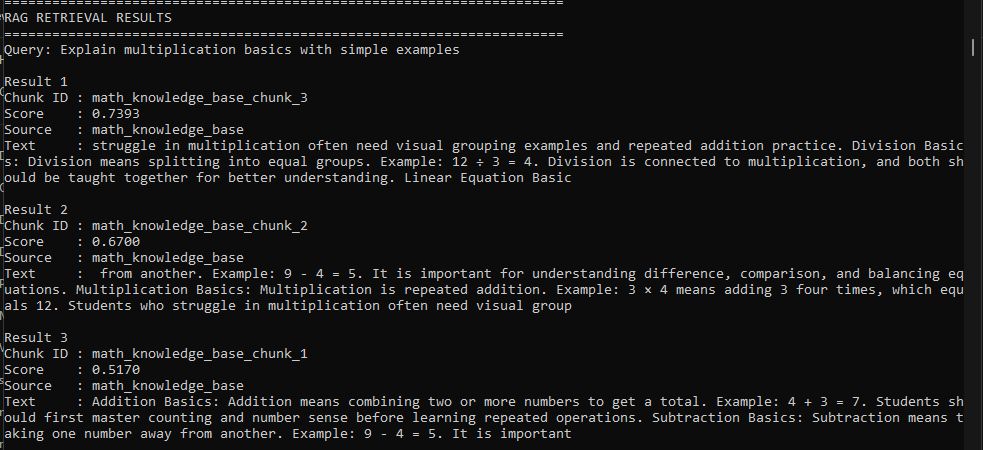 ================================================================
RAG RETRIEVAL RESULTS
================================================================
Query: Explain multiplication basics with simple examples
Result 1
Chunk ID : math_knowledge_base_chunk_3
Score    : 0.7393
Source   : math_knowledge_base
Text     : struggle in multiplication often need visual grouping examples and repeated addition practice. Division Basic
s: Division means splitting into equal groups. Example: 12 ÷ 3 = 4. Division is connected to multiplication, and both sh
ould be taught together for better understanding. Linear Equation Basic
Result 2
Chunk ID : math_knowledge_base_chunk_2
Score    : 0.6700
Source   : math_knowledge_base
Text     :  from another. Example: 9 - 4 = 5. It is important for understanding difference, comparison, and balancing eq
uations. Multiplication Basics: Multiplication is repeated addition. Example: 3 × 4 means adding 3 four times, which equ
als 12. Students who struggle in multiplication often need visual group
Result 3
Chunk ID : math_knowledge_base_chunk_1
Score    : 0.5170
Source   : math_knowledge_base
Text     : Addition Basics: Addition means combining two or more numbers to get a total. Example: 4 + 3 = 7. Students sh
ould first master counting and number sense before learning repeated operations. Subtraction Basics: Subtraction means t
aking one number away from another. Example: 9 - 4 = 5. It is important